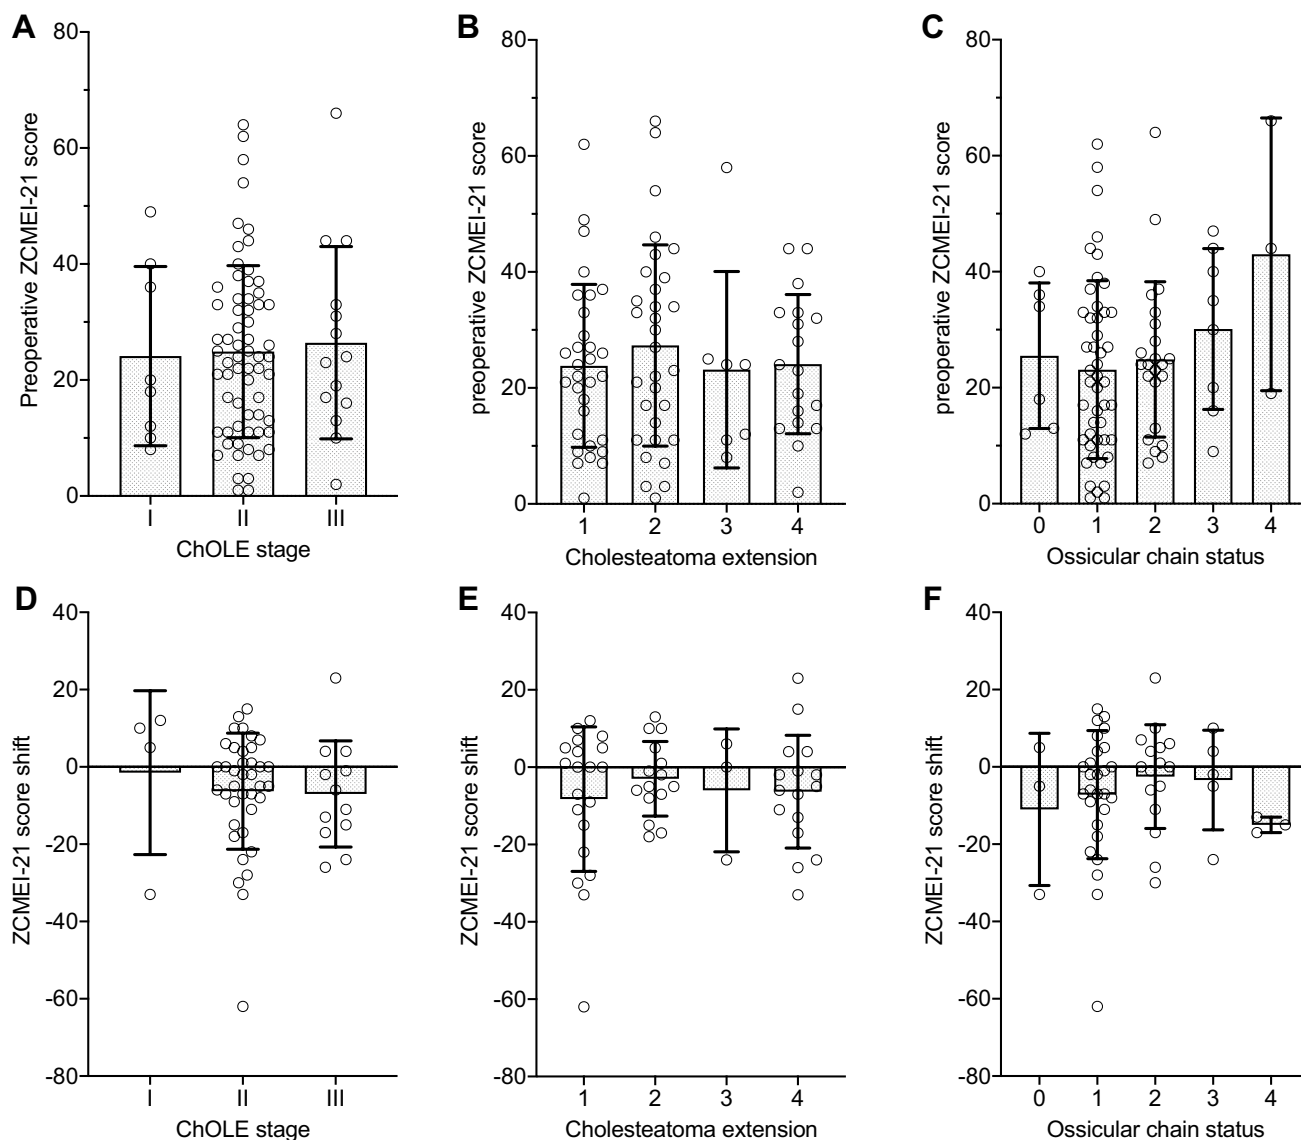 A
Preoperative ZCMEI-21 score
80
60
40
20
0
I II III
ChOLE stage
B
preoperative ZCMEI-21 score
80
60
40
20
0
1 2 3 4
Cholesteatoma extension
C
preoperative ZCMEI-21 score
80
60
40
20
0
0 1 2 3 4
Ossicular chain status
D
ZCMEI-21 score shift
40
20
0
-20
-40
-60
-80
I II III
ChOLE stage
E
ZCMEI-21 score shift
40
20
0
-20
-40
-60
-80
1 2 3 4
Cholesteatoma extension
F
ZCMEI-21 score shift
40
20
0
-20
-40
-60
-80
0 1 2 3 4
Ossicular chain status